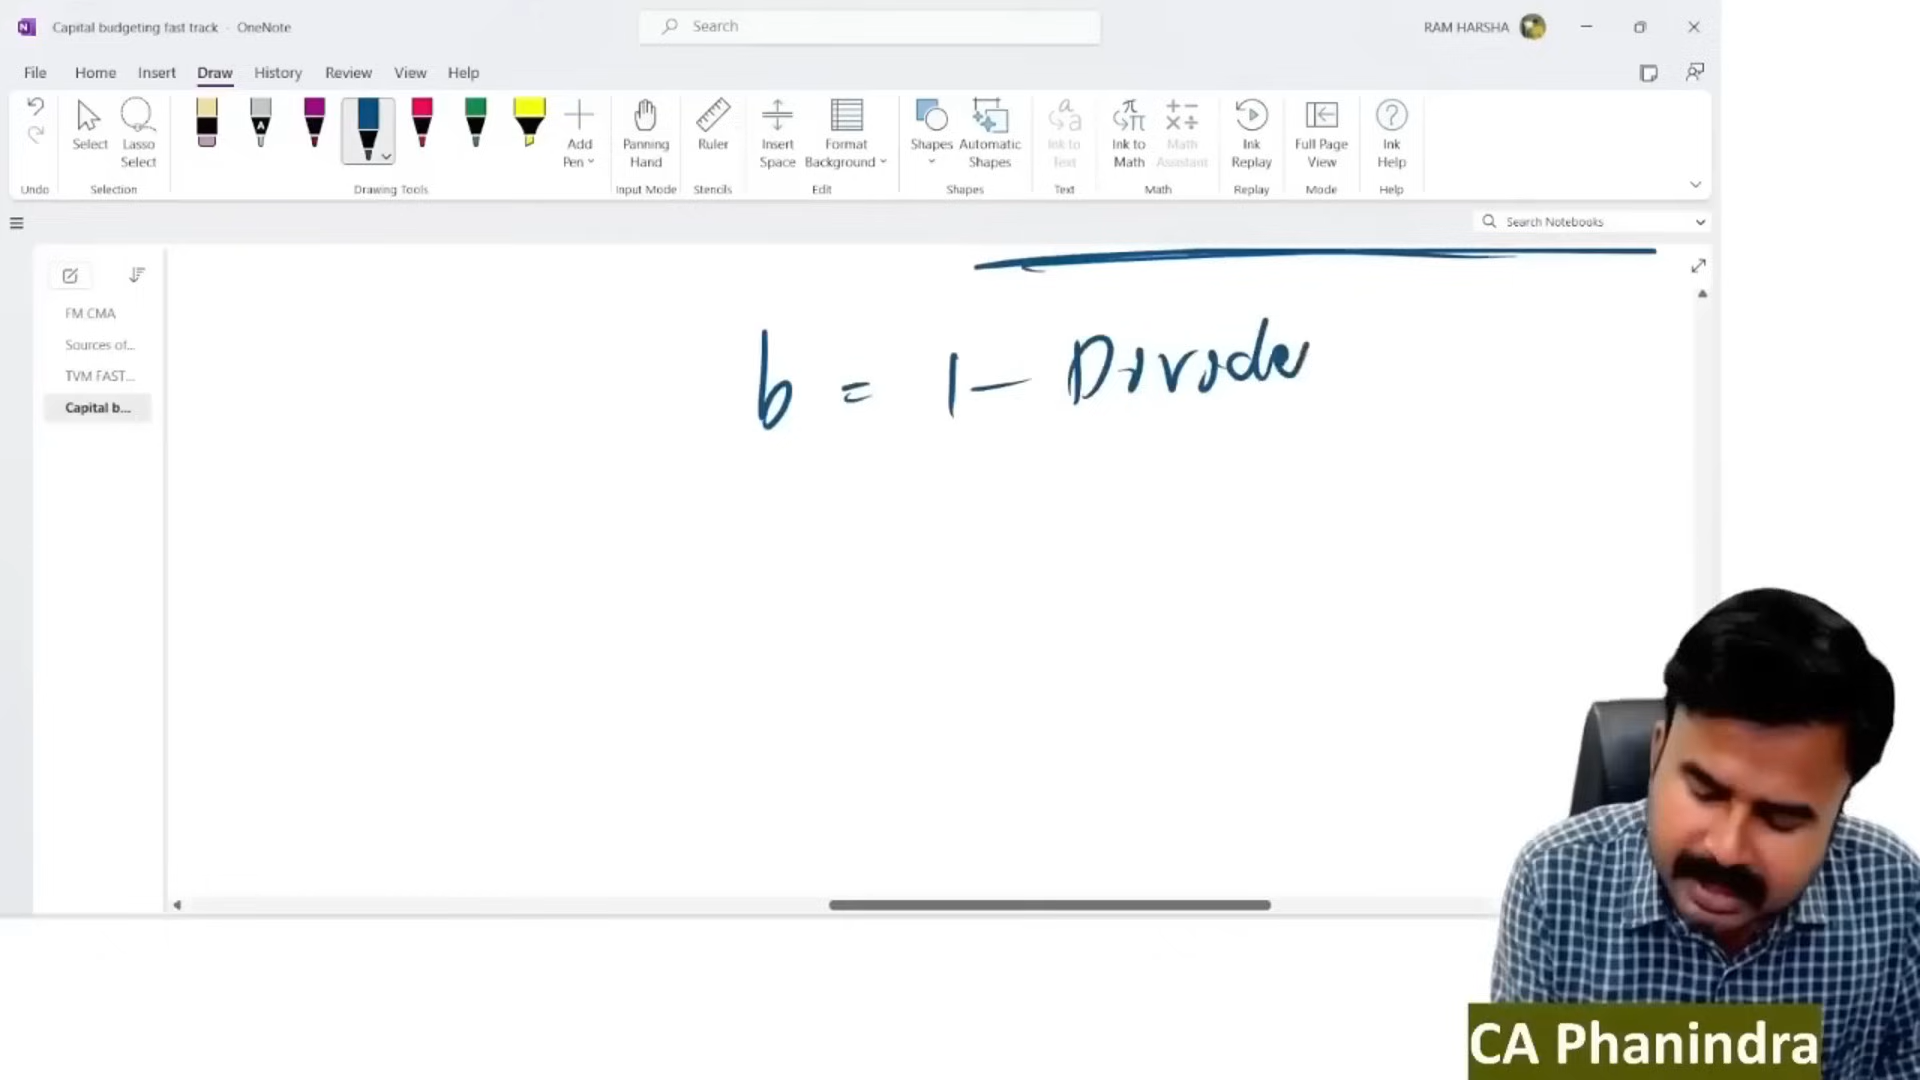 Capital budgeting fast track - OneNote
Search
RAM HARSHA
File Home Insert Draw History Review View Help
Undo
Select
Lasso Select
Selection
Drawing Tools
Add Pen
Panning Hand
Input Mode
Ruler
Stencils
Insert Space
Format Background
Edit
Shapes
Automatic Shapes
Shapes
Ink to Text
Text
Ink to Math
Math Assistant
Math
Ink Replay
Replay
Full Page View
Mode
Ink Help
Help
Search Notebooks
FM CMA
Sources of...
TVM FAST...
Capital b...
b = 1 - Divide
CA Phanindra